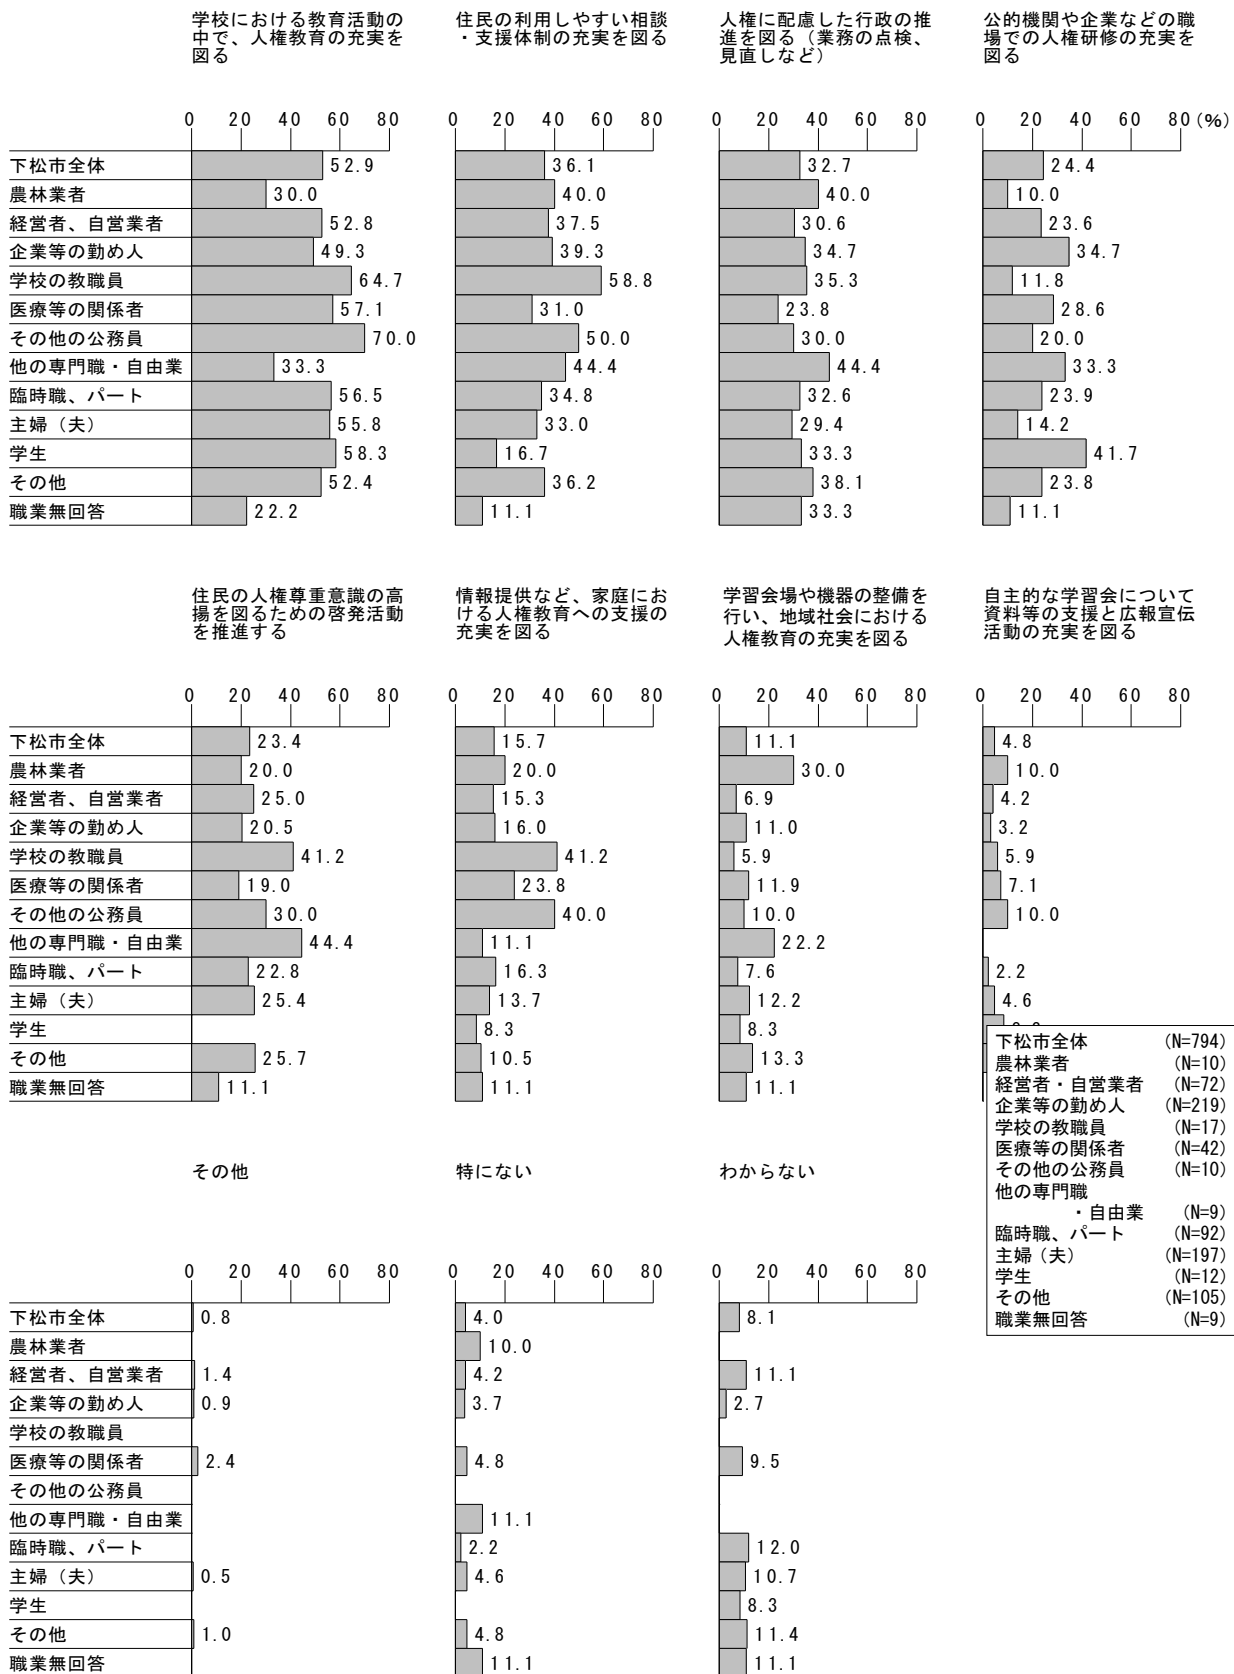 学校における教育活動の
中で、人権教育の充実を
図る
住民の利用しやすい相談
・支援体制の充実を図る
人権に配慮した行政の推
進を図る（業務の点検、
見直しなど）
公的機関や企業などの職
場での人権研修の充実を
図る
0 20 40 60 80 0 20 40 60 80 0 20 40 60 80 0 20 40 60 80 (%)
下松市全体 52.9 36.1 32.7 24.4
農林業者 30.0 40.0 40.0 10.0
経営者、自営業者 52.8 37.5 30.6 23.6
企業等の勤め人 49.3 39.3 34.7 34.7
学校の教職員 64.7 58.8 35.3 11.8
医療等の関係者 57.1 31.0 23.8 28.6
その他の公務員 70.0 50.0 30.0 20.0
他の専門職・自由業 33.3 44.4 44.4 33.3
臨時職、パート 56.5 34.8 32.6 23.9
主婦（夫） 55.8 33.0 29.4 14.2
学生 58.3 16.7 33.3 41.7
その他 52.4 36.2 38.1 23.8
職業無回答 22.2 11.1 33.3 11.1
住民の人権尊重意識の高
揚を図るための啓発活動
を推進する
情報提供など、家庭にお
ける人権教育への支援の
充実を図る
学習会場や機器の整備を
行い、地域社会における
人権教育の充実を図る
自主的な学習会について
資料等の支援と広報宣伝
活動の充実を図る
0 20 40 60 80 0 20 40 60 80 0 20 40 60 80 0 20 40 60 80
下松市全体 23.4 15.7 11.1 4.8
農林業者 20.0 20.0 30.0 10.0
経営者、自営業者 25.0 15.3 6.9 4.2
企業等の勤め人 20.5 16.0 11.0 3.2
学校の教職員 41.2 41.2 5.9 5.9
医療等の関係者 19.0 23.8 11.9 7.1
その他の公務員 30.0 40.0 10.0 10.0
他の専門職・自由業 44.4 11.1 22.2
臨時職、パート 22.8 16.3 7.6 2.2
主婦（夫） 25.4 13.7 12.2 4.6
学生 8.3 8.3
その他 25.7 10.5 13.3
職業無回答 11.1 11.1 11.1
下松市全体 (N=794)
農林業者 (N=10)
経営者・自営業者 (N=72)
企業等の勤め人 (N=219)
学校の教職員 (N=17)
医療等の関係者 (N=42)
その他の公務員 (N=10)
他の専門職
・自由業 (N=9)
臨時職、パート (N=92)
主婦（夫） (N=197)
学生 (N=12)
その他 (N=105)
職業無回答 (N=9)
その他
特にない
わからない
0 20 40 60 80 0 20 40 60 80 0 20 40 60 80
下松市全体 0.8 4.0 8.1
農林業者 10.0
経営者、自営業者 1.4 4.2 11.1
企業等の勤め人 0.9 3.7 2.7
学校の教職員
医療等の関係者 2.4 4.8 9.5
その他の公務員
他の専門職・自由業 11.1
臨時職、パート 2.2 12.0
主婦（夫） 0.5 4.6 10.7
学生 8.3
その他 1.0 4.8 11.4
職業無回答 11.1 11.1